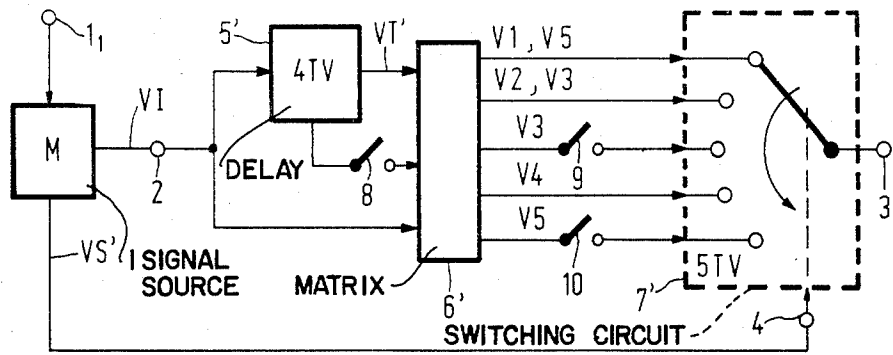 1₁
M
VI
2
5'
4TV
VT'
DELAY
8
V1, V5
V2, V3
V3
9
V4
V5
10
MATRIX
6'
5TV
7'
3
4
SWITCHING CIRCUIT
VS'
1 SIGNAL
SOURCE